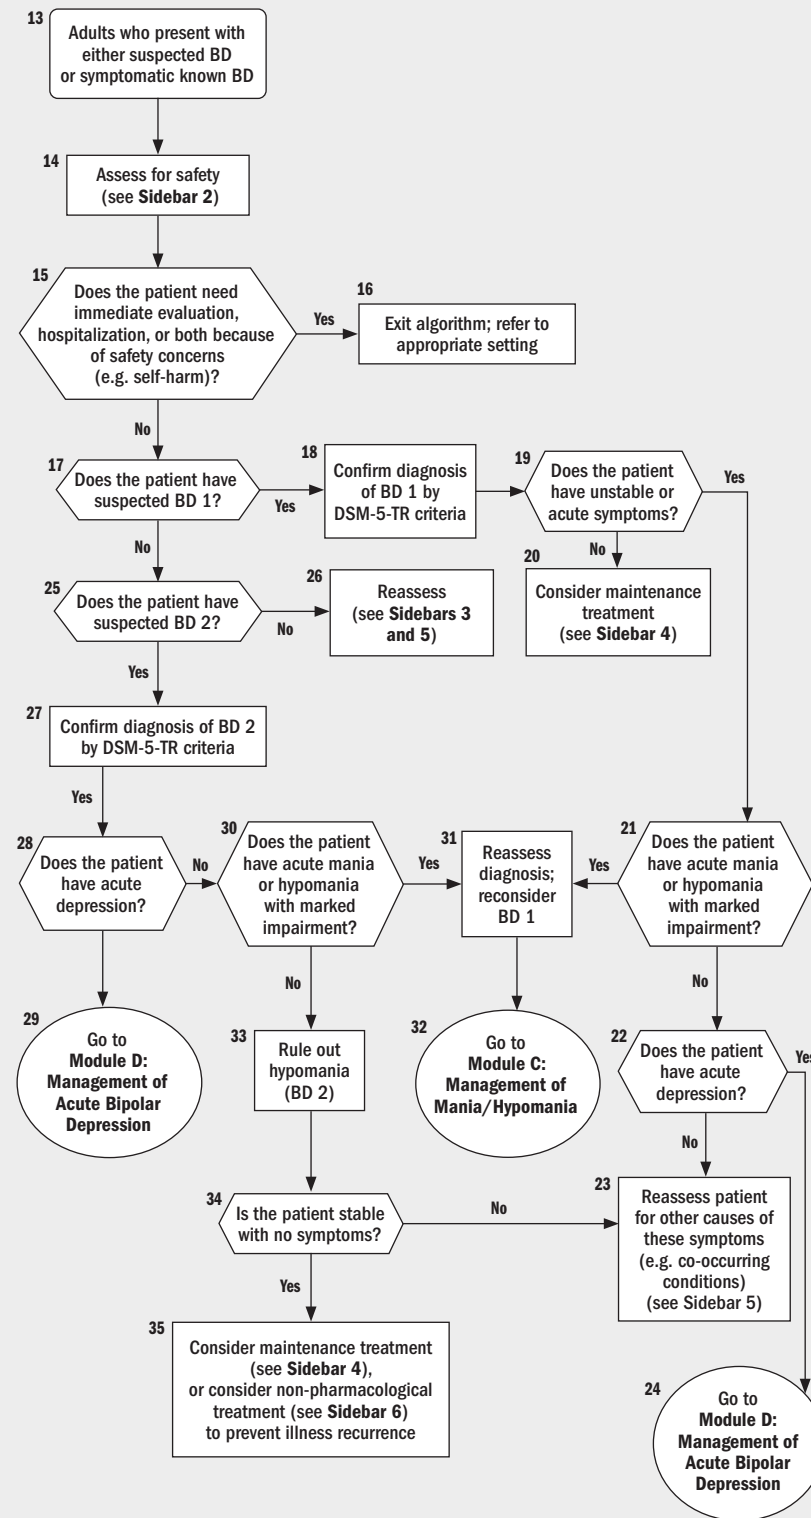 13
Adults who present with
either suspected BD
or symptomatic known BD
14
Assess for safety
(see Sidebar 2)
15
Does the patient need
immediate evaluation,
hospitalization, or both because
of safety concerns
(e.g. self-harm)?
Yes
16
Exit algorithm; refer to
appropriate setting
No
17
Does the patient have
suspected BD 1?
Yes
18
Confirm diagnosis
of BD 1 by
DSM-5-TR criteria
19
Does the patient
have unstable or
acute symptoms?
Yes
No
20
Consider maintenance
treatment
(see Sidebar 4)
No
25
Does the patient have
suspected BD 2?
No
26
Reassess
(see Sidebars 3
and 5)
Yes
27
Confirm diagnosis of BD 2
by DSM-5-TR criteria
Yes
28
Does the patient
have acute
depression?
No
30
Does the patient
have acute mania
or hypomania
with marked
impairment?
Yes
31
Reassess
diagnosis;
reconsider
BD 1
Yes
21
Does the patient
have acute mania
or hypomania
with marked
impairment?
29
Go to
Module D:
Management of
Acute Bipolar
Depression
No
33
Rule out
hypomania
(BD 2)
32
Go to
Module C:
Management of
Mania/Hypomania
No
22
Does the patient
have acute
depression?
Yes
No
34
Is the patient stable
with no symptoms?
No
23
Reassess patient
for other causes of
these symptoms
(e.g. co-occurring
conditions)
(see Sidebar 5)
Yes
35
Consider maintenance treatment
(see Sidebar 4),
or consider non-pharmacological
treatment (see Sidebar 6)
to prevent illness recurrence
24
Go to
Module D:
Management of
Acute Bipolar
Depression